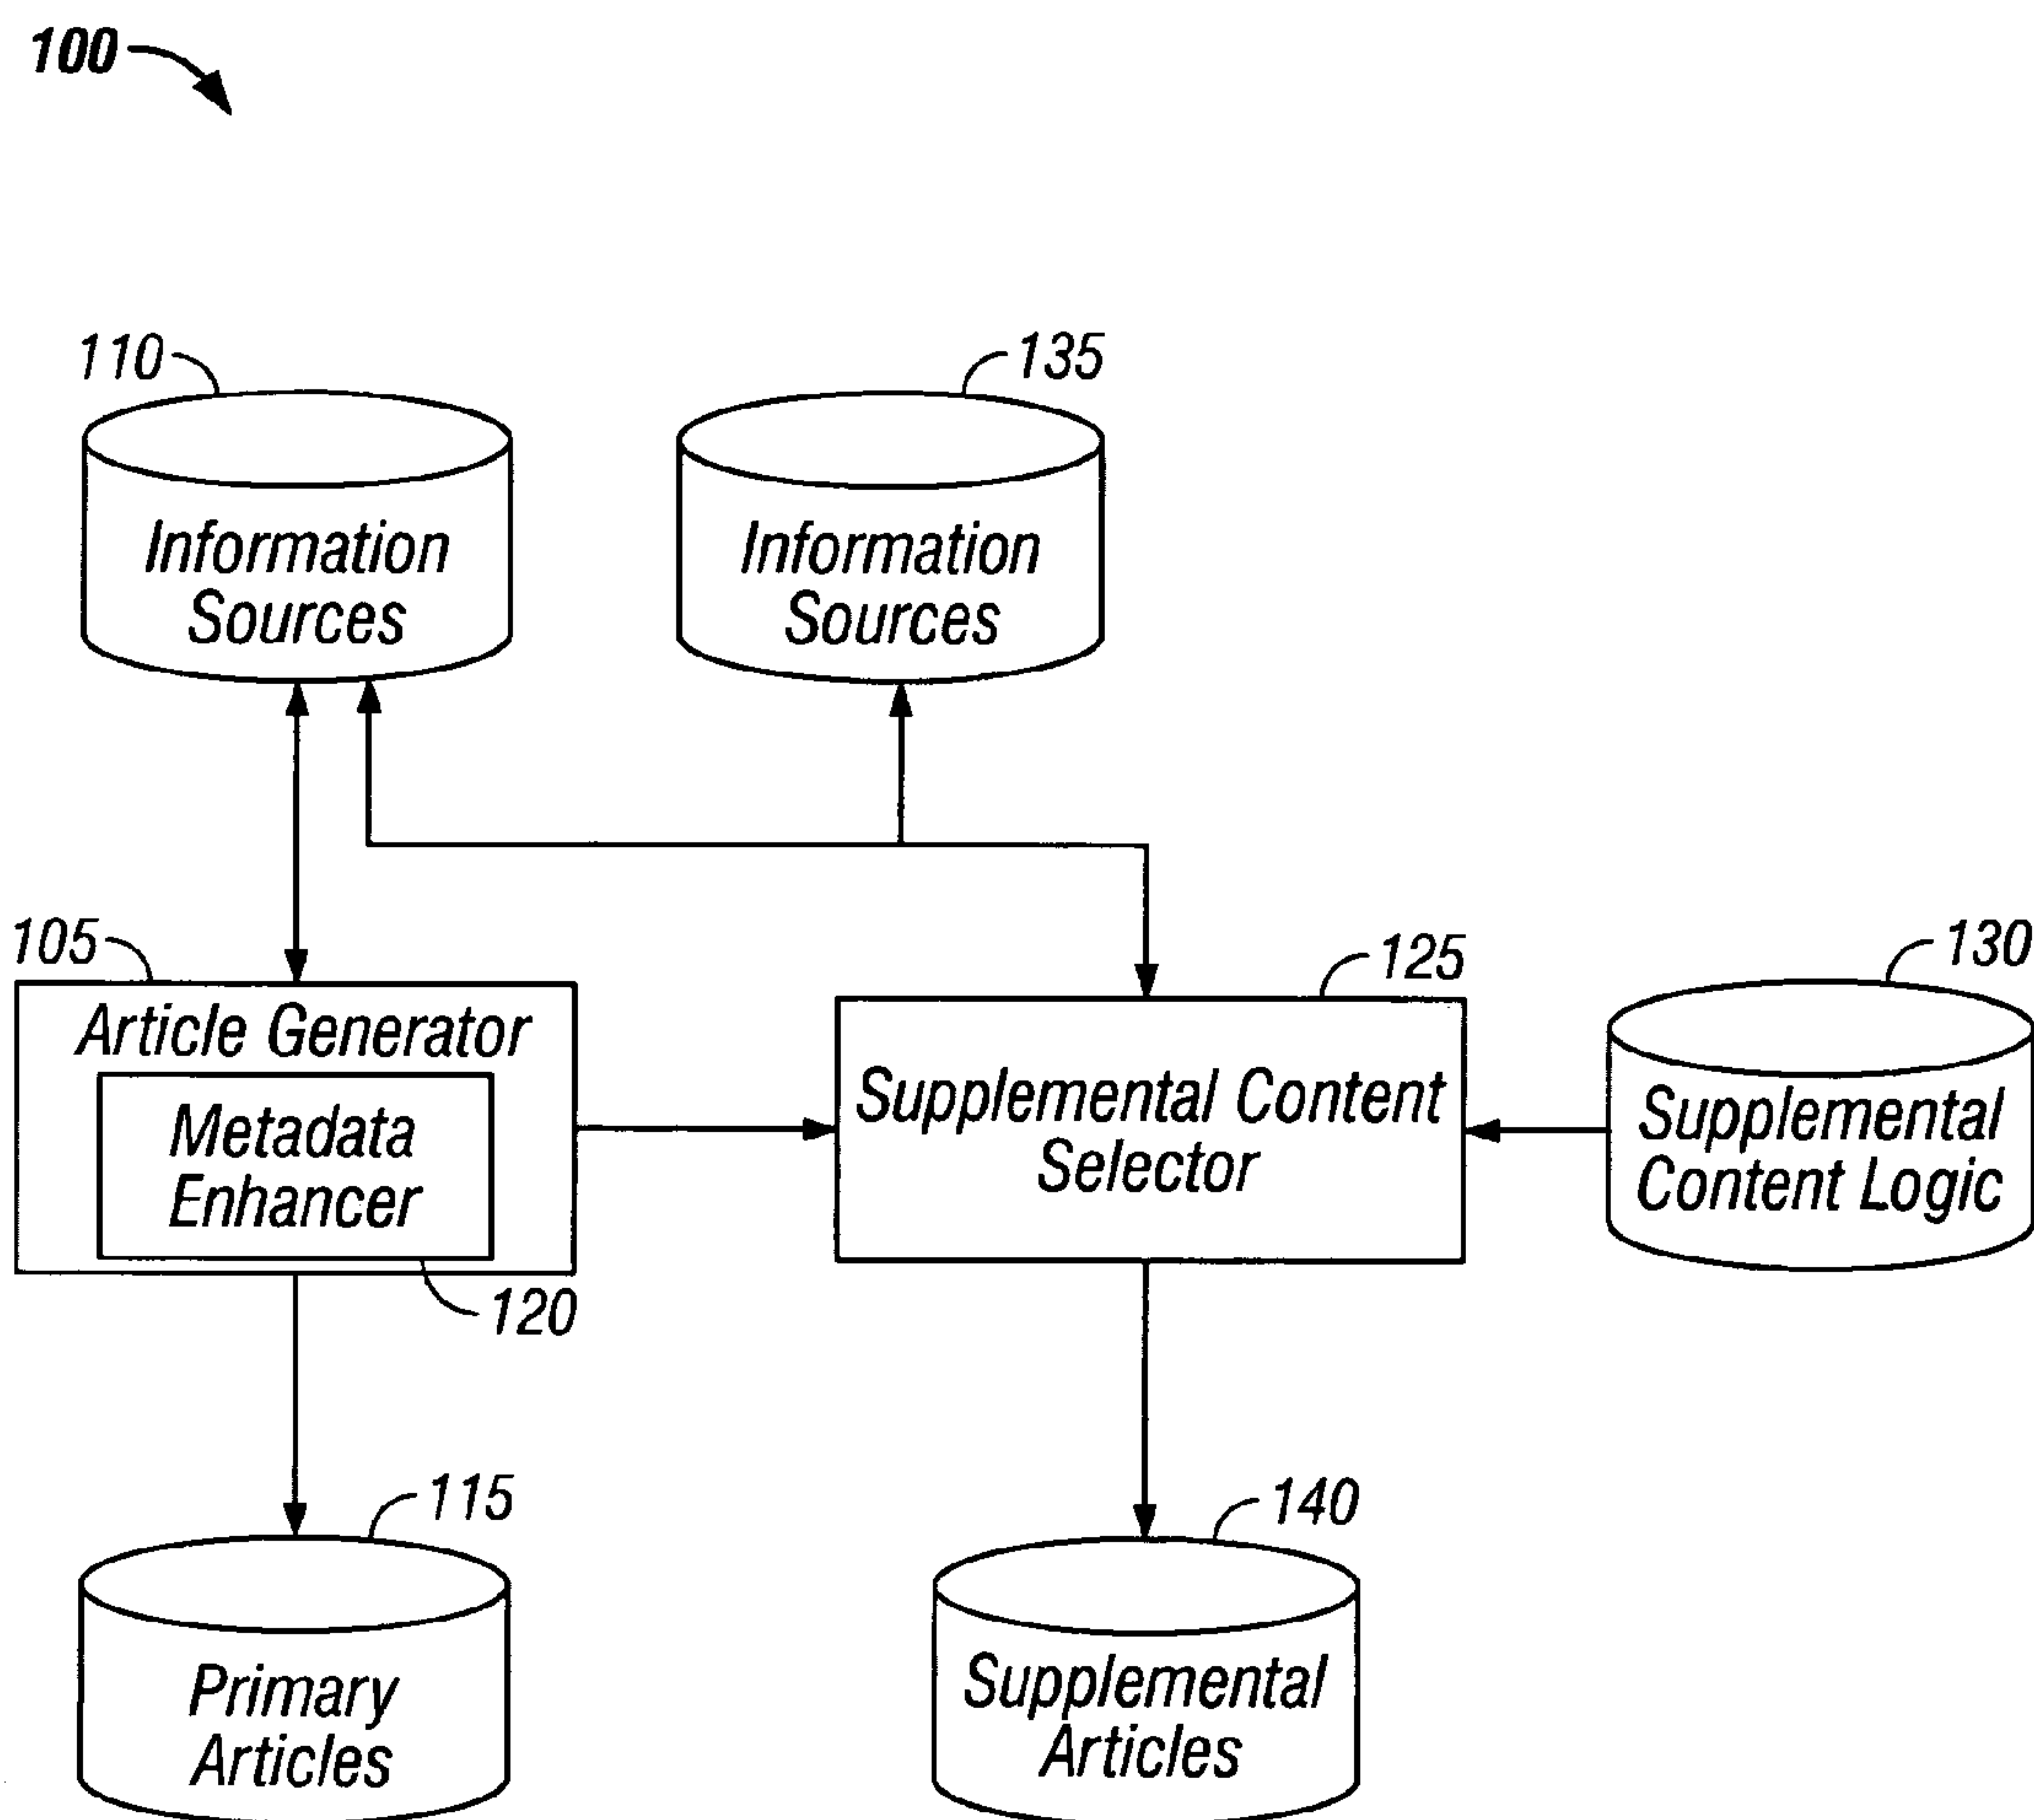 100
110
135
Information
Sources
Information
Sources
105
125
130
Article Generator
Metadata
Enhancer
120
Supplemental Content
Selector
Supplemental
Content Logic
115
140
Primary
Articles
Supplemental
Articles